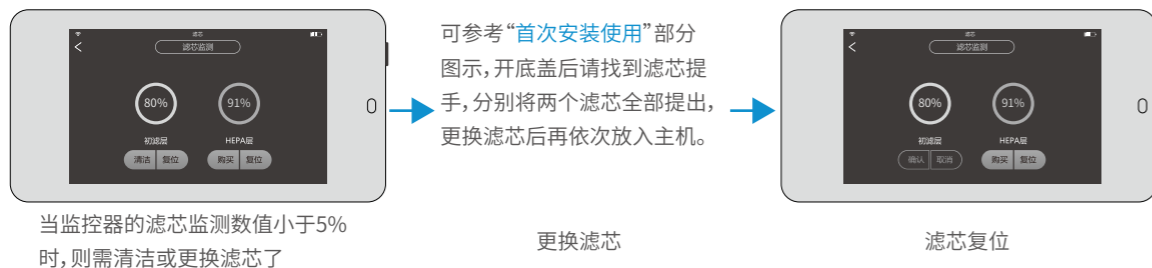 滤芯
滤芯监测
80%
91%
初滤层
HEPA层
清洁 复位
购买 复位
当监控器的滤芯监测数值小于5%
时,则需清洁或更换滤芯了
可参考“首次安装使用”部分
图示,开底盖后请找到滤芯提
手,分别将两个滤芯全部提出,
更换滤芯后再依次放入主机。
更换滤芯
滤芯
滤芯监测
80%
91%
初滤层
HEPA层
确认 取消
购买 复位
滤芯复位